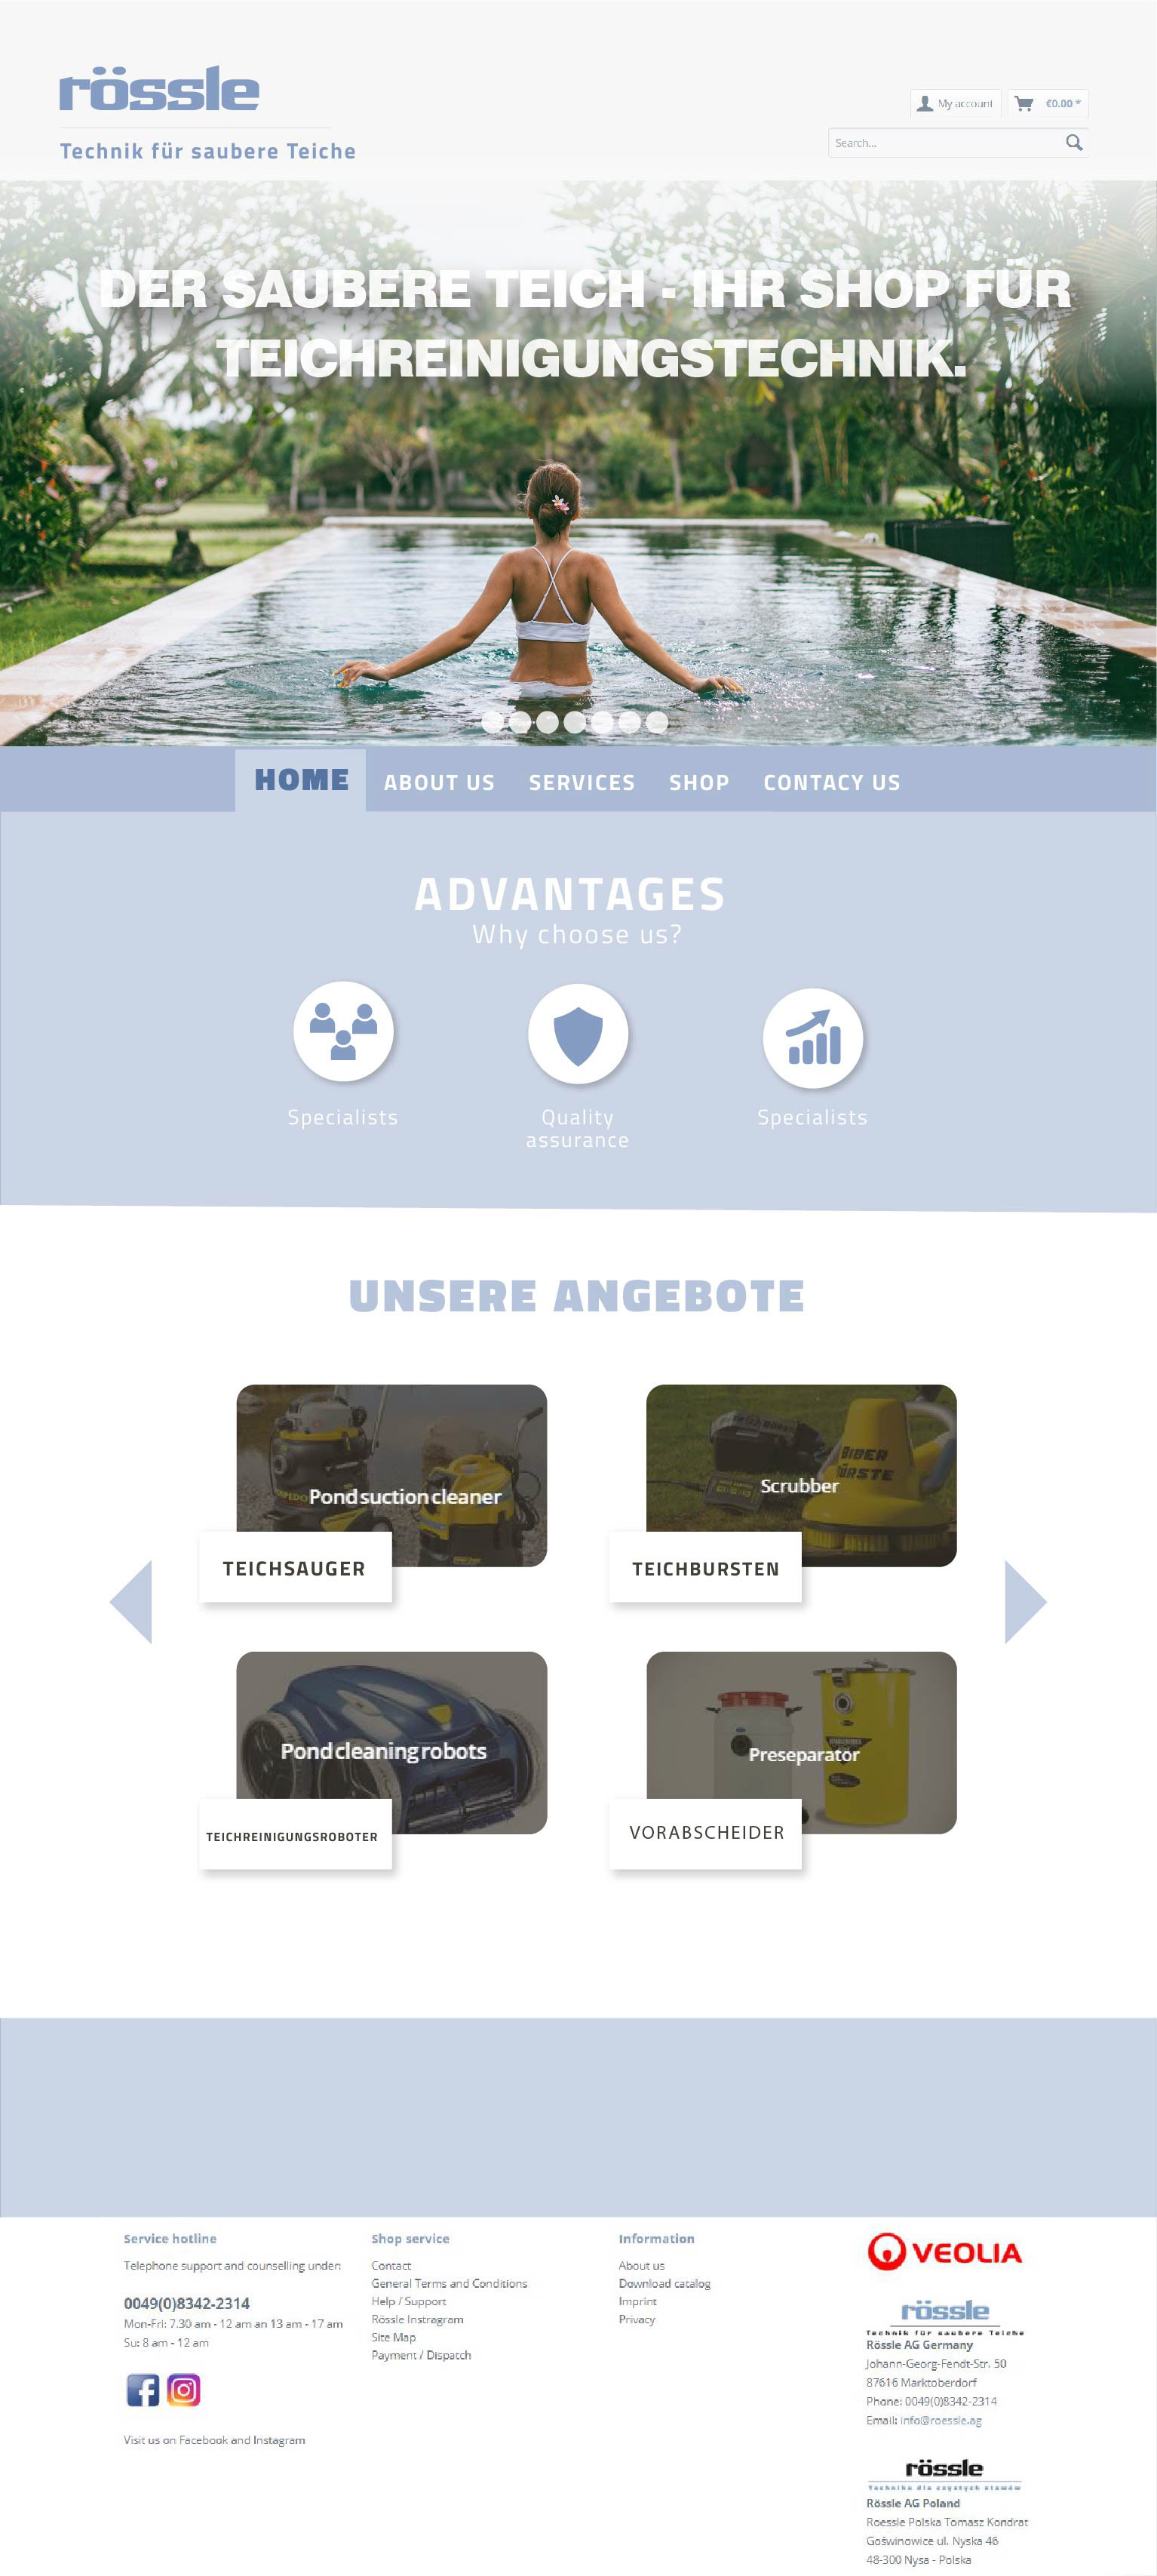 rössle
Technik für saubere Teiche
My account
€0.00 *
Search...
DER SAUBERE TEICH - IHR SHOP FÜR
TEICHREINIGUNGSTECHNIK.
HOME ABOUT US SERVICES SHOP CONTACY US
ADVANTAGES
Why choose us?
Specialists
Quality
assurance
Specialists
UNSERE ANGEBOTE
Pond suction cleaner
TEICHSAUGER
BIBER
BÜRSTE
Scrubber
TEICHBURSTEN
Pond cleaning robots
TEICHREINIGUNGSROBOTER
Preseparator
VORABSCHEIDER
Service hotline
Telephone support and counselling under:
0049(0)8342-2314
Mon-Fri: 7.30 am - 12 am an 13 am - 17 am
Su: 8 am - 12 am
Visit us on Facebook and Instagram
Shop service
Contact
General Terms and Conditions
Help / Support
Rössle Instragram
Site Map
Payment / Dispatch
Information
About us
Download catalog
Imprint
Privacy
VEOLIA
rössle
Technik für saubere Teiche
Rössle AG Germany
Johann-Georg-Fendt-Str. 50
87616 Marktoberdorf
Phone: 0049(0)8342-2314
Email: info@roessle.ag
rössle
Technika dla czystych stawów
Rössle AG Poland
Roessle Polska Tomasz Kondrat
Goświnowice ul. Nyska 46
48-300 Nysa - Polska